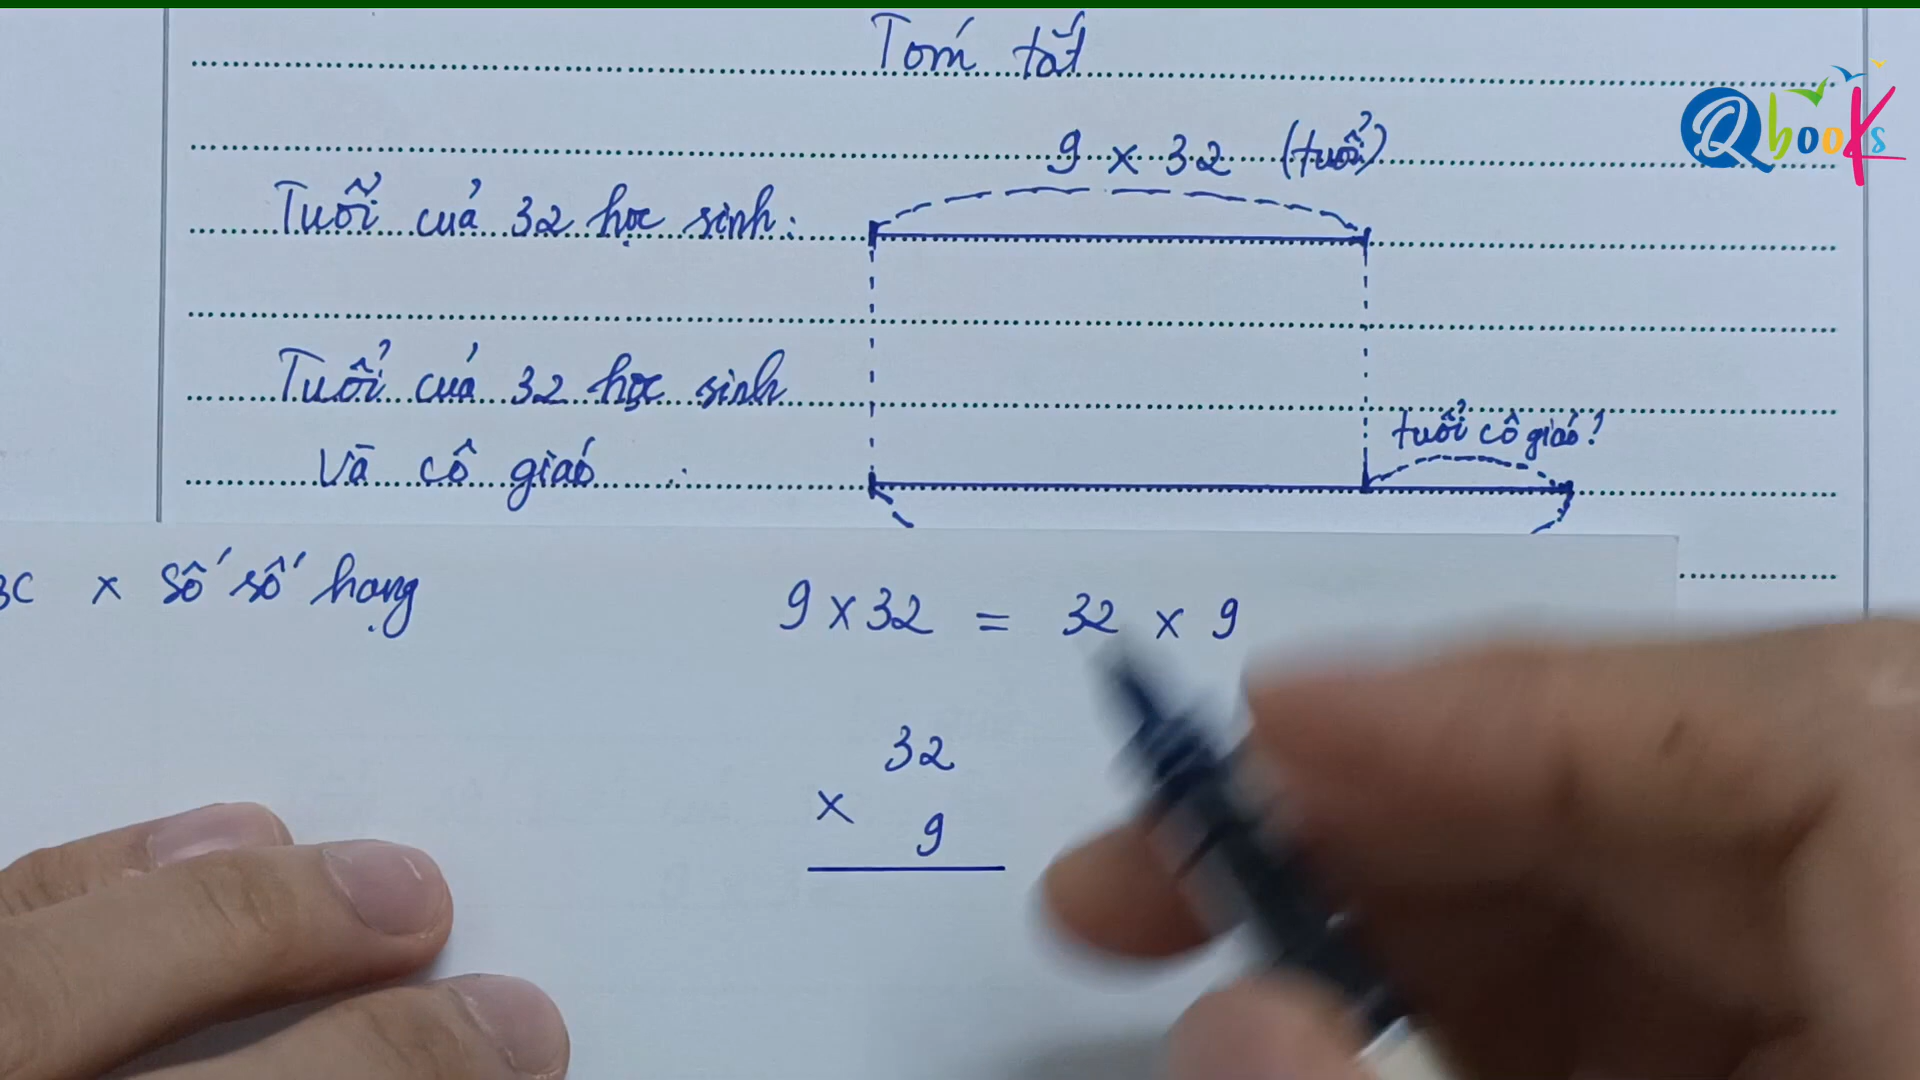 Tóm tắt
Qbooks
9 x 32 (tuổi)
Tuổi của 32 học sinh:
Tuổi của 32 học sinh
Và cô giáo :
tuổi cô giáo?
x Số số hạng
9 x 32 = 32 x 9
32
x
9